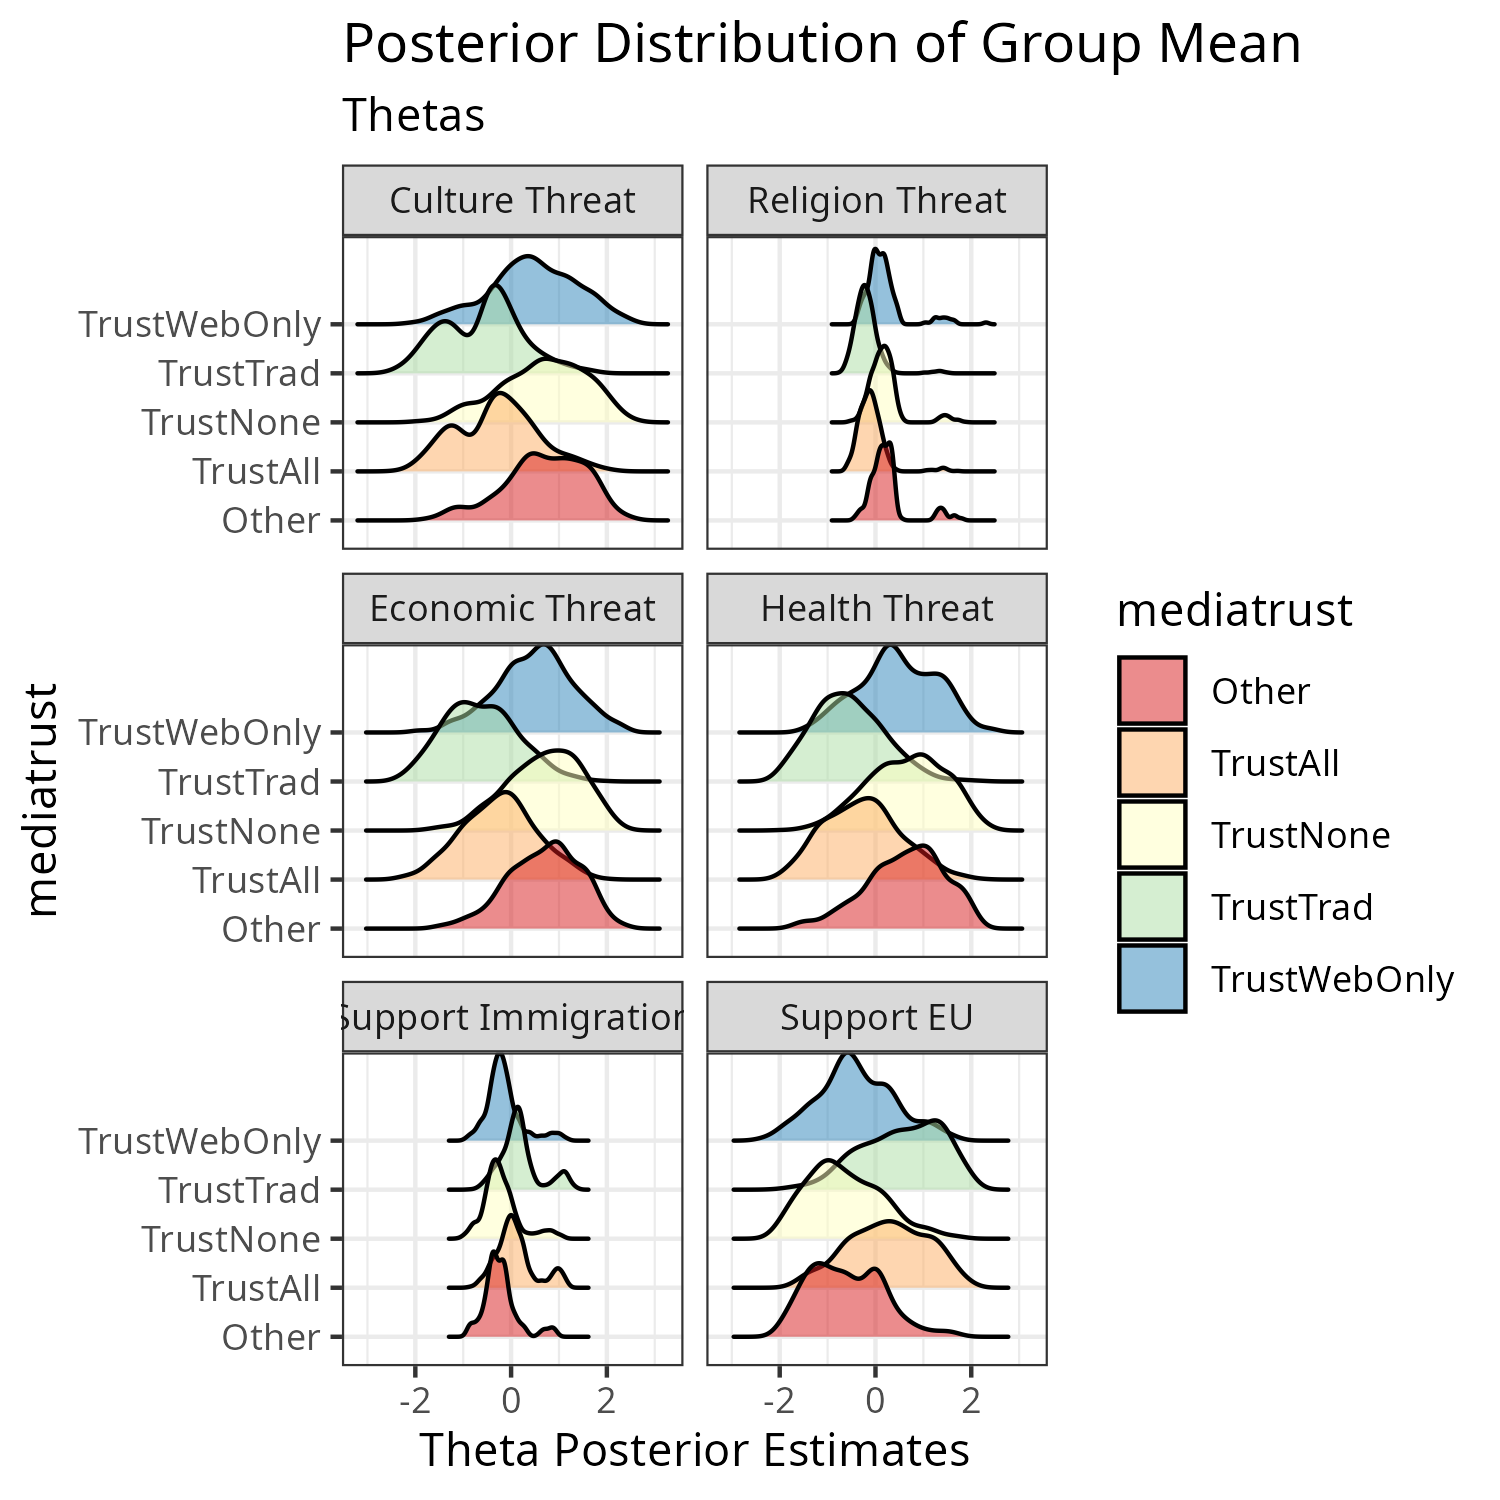 Posterior Distribution of Group Mean
Thetas
Culture Threat
Religion Threat
TrustWebOnly
TrustTrad
TrustNone
TrustAll
Other
Economic Threat
Health Threat
TrustWebOnly
TrustTrad
TrustNone
TrustAll
Other
Support Immigration
Support EU
TrustWebOnly
TrustTrad
TrustNone
TrustAll
Other
-2 0 2
-2 0 2
Theta Posterior Estimates
mediatrust
mediatrust
Other
TrustAll
TrustNone
TrustTrad
TrustWebOnly